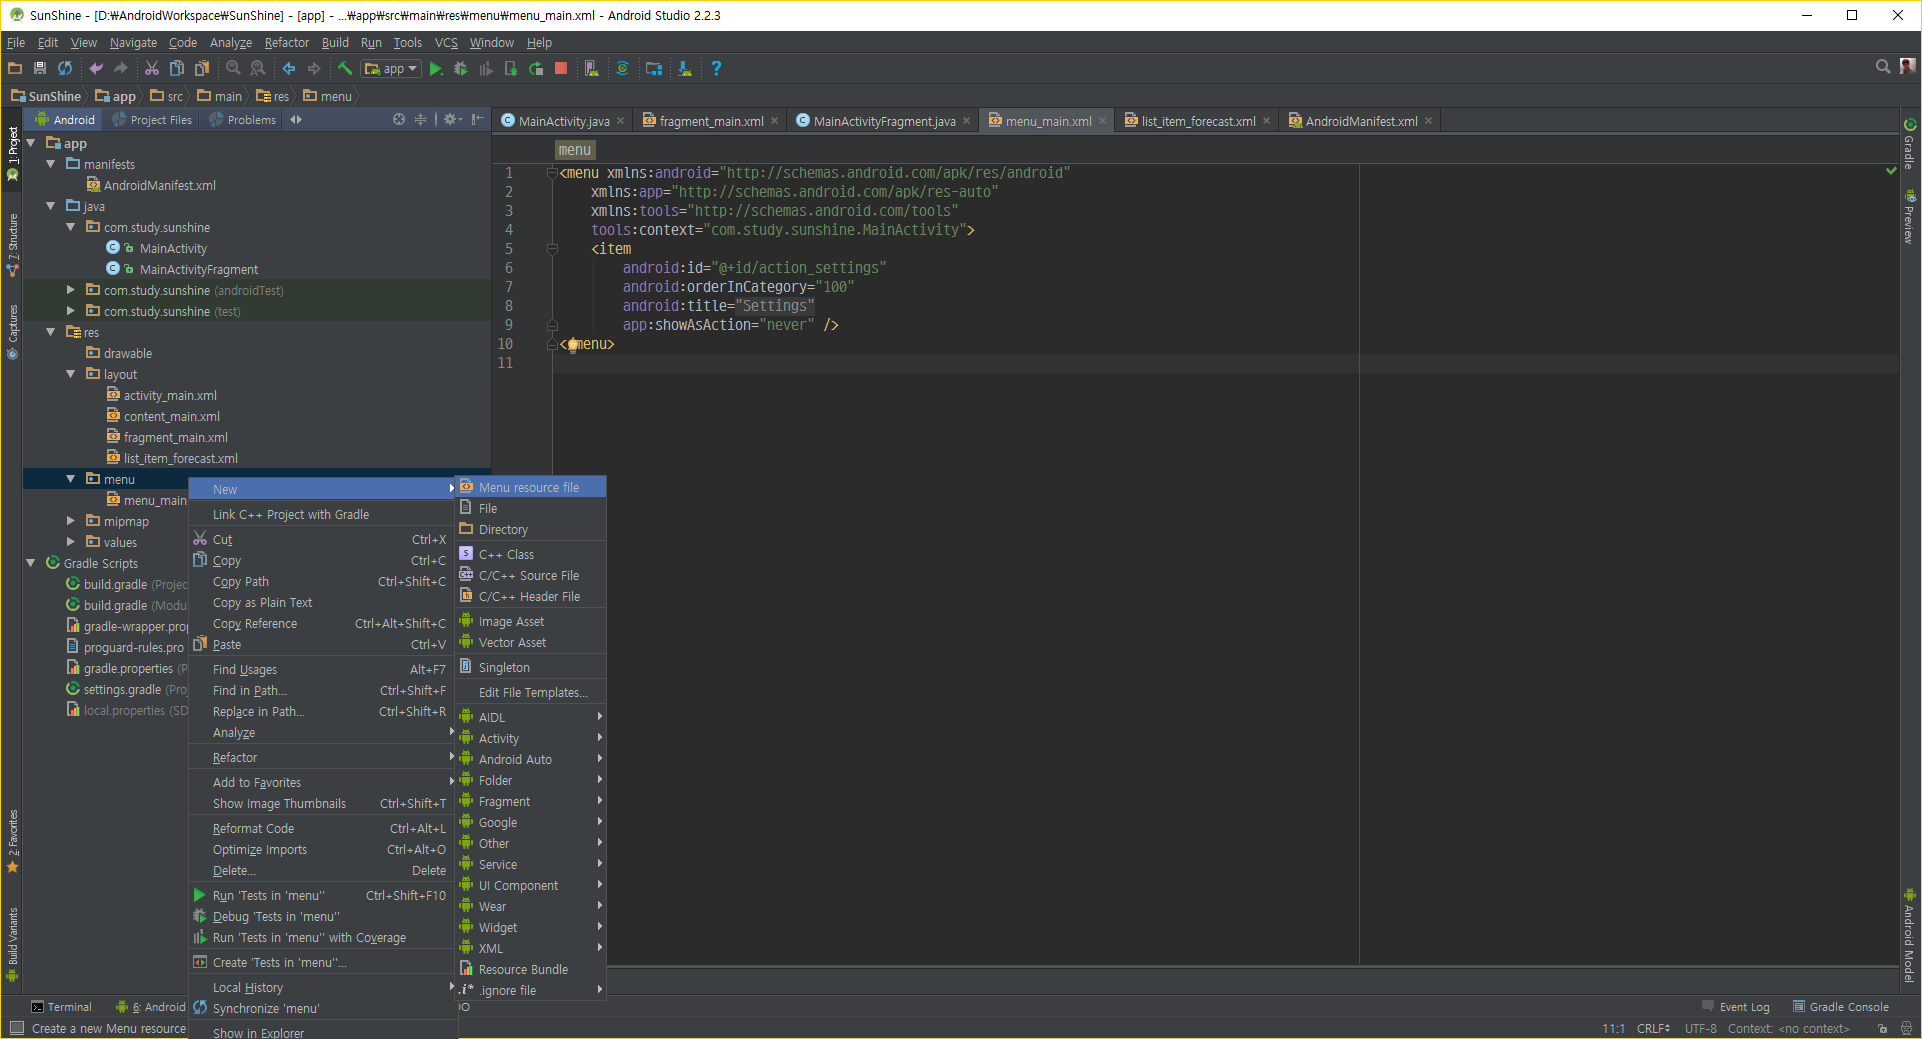 SunShine - [D:₩AndroidWorkspace₩SunShine] - [app] - ...₩app₩src₩main₩res₩menu₩menu_main.xml - Android Studio 2.2.3
File Edit View Navigate Code Analyze Refactor Build Run Tools VCS Window Help
app
SunShine app src main res menu
Android Project Files Problems
MainActivity.java fragment_main.xml MainActivityFragment.java menu_main.xml list_item_forecast.xml AndroidManifest.xml
1: Project
7: Structure
Captures
2: Favorites
Build Variants
app
manifests
AndroidManifest.xml
java
com.study.sunshine
MainActivity
MainActivityFragment
com.study.sunshine (androidTest)
com.study.sunshine (test)
res
drawable
layout
activity_main.xml
content_main.xml
fragment_main.xml
list_item_forecast.xml
menu
menu_main
mipmap
values
Gradle Scripts
build.gradle (Projec
build.gradle (Modu
gradle-wrapper.prop
proguard-rules.pro
gradle.properties (P
settings.gradle (Proj
local.properties (SD
menu
1 <menu xmlns:android="http://schemas.android.com/apk/res/android"
2 xmlns:app="http://schemas.android.com/apk/res-auto"
3 xmlns:tools="http://schemas.android.com/tools"
4 tools:context="com.study.sunshine.MainActivity">
5 <item
6 android:id="@+id/action_settings"
7 android:orderInCategory="100"
8 android:title="Settings"
9 app:showAsAction="never" />
10 <menu>
11
New
Link C++ Project with Gradle
Cut Ctrl+X
Copy Ctrl+C
Copy Path Ctrl+Shift+C
Copy as Plain Text
Copy Reference Ctrl+Alt+Shift+C
Paste Ctrl+V
Find Usages Alt+F7
Find in Path... Ctrl+Shift+F
Replace in Path... Ctrl+Shift+R
Analyze
Refactor
Add to Favorites
Show Image Thumbnails Ctrl+Shift+T
Reformat Code Ctrl+Alt+L
Optimize Imports Ctrl+Alt+O
Delete... Delete
Run 'Tests in 'menu'' Ctrl+Shift+F10
Debug 'Tests in 'menu''
Run 'Tests in 'menu'' with Coverage
Create 'Tests in 'menu''...
Local History
Synchronize 'menu'
Show in Explorer
Menu resource file
File
Directory
C++ Class
C/C++ Source File
C/C++ Header File
Image Asset
Vector Asset
Singleton
Edit File Templates...
AIDL
Activity
Android Auto
Folder
Fragment
Google
Other
Service
UI Component
Wear
Widget
XML
Resource Bundle
.ignore file
Gradle
Preview
Android Model
Terminal 6: Android DO Event Log Gradle Console
Create a new Menu resource 11:1 CRLF UTF-8 Context: <no context>